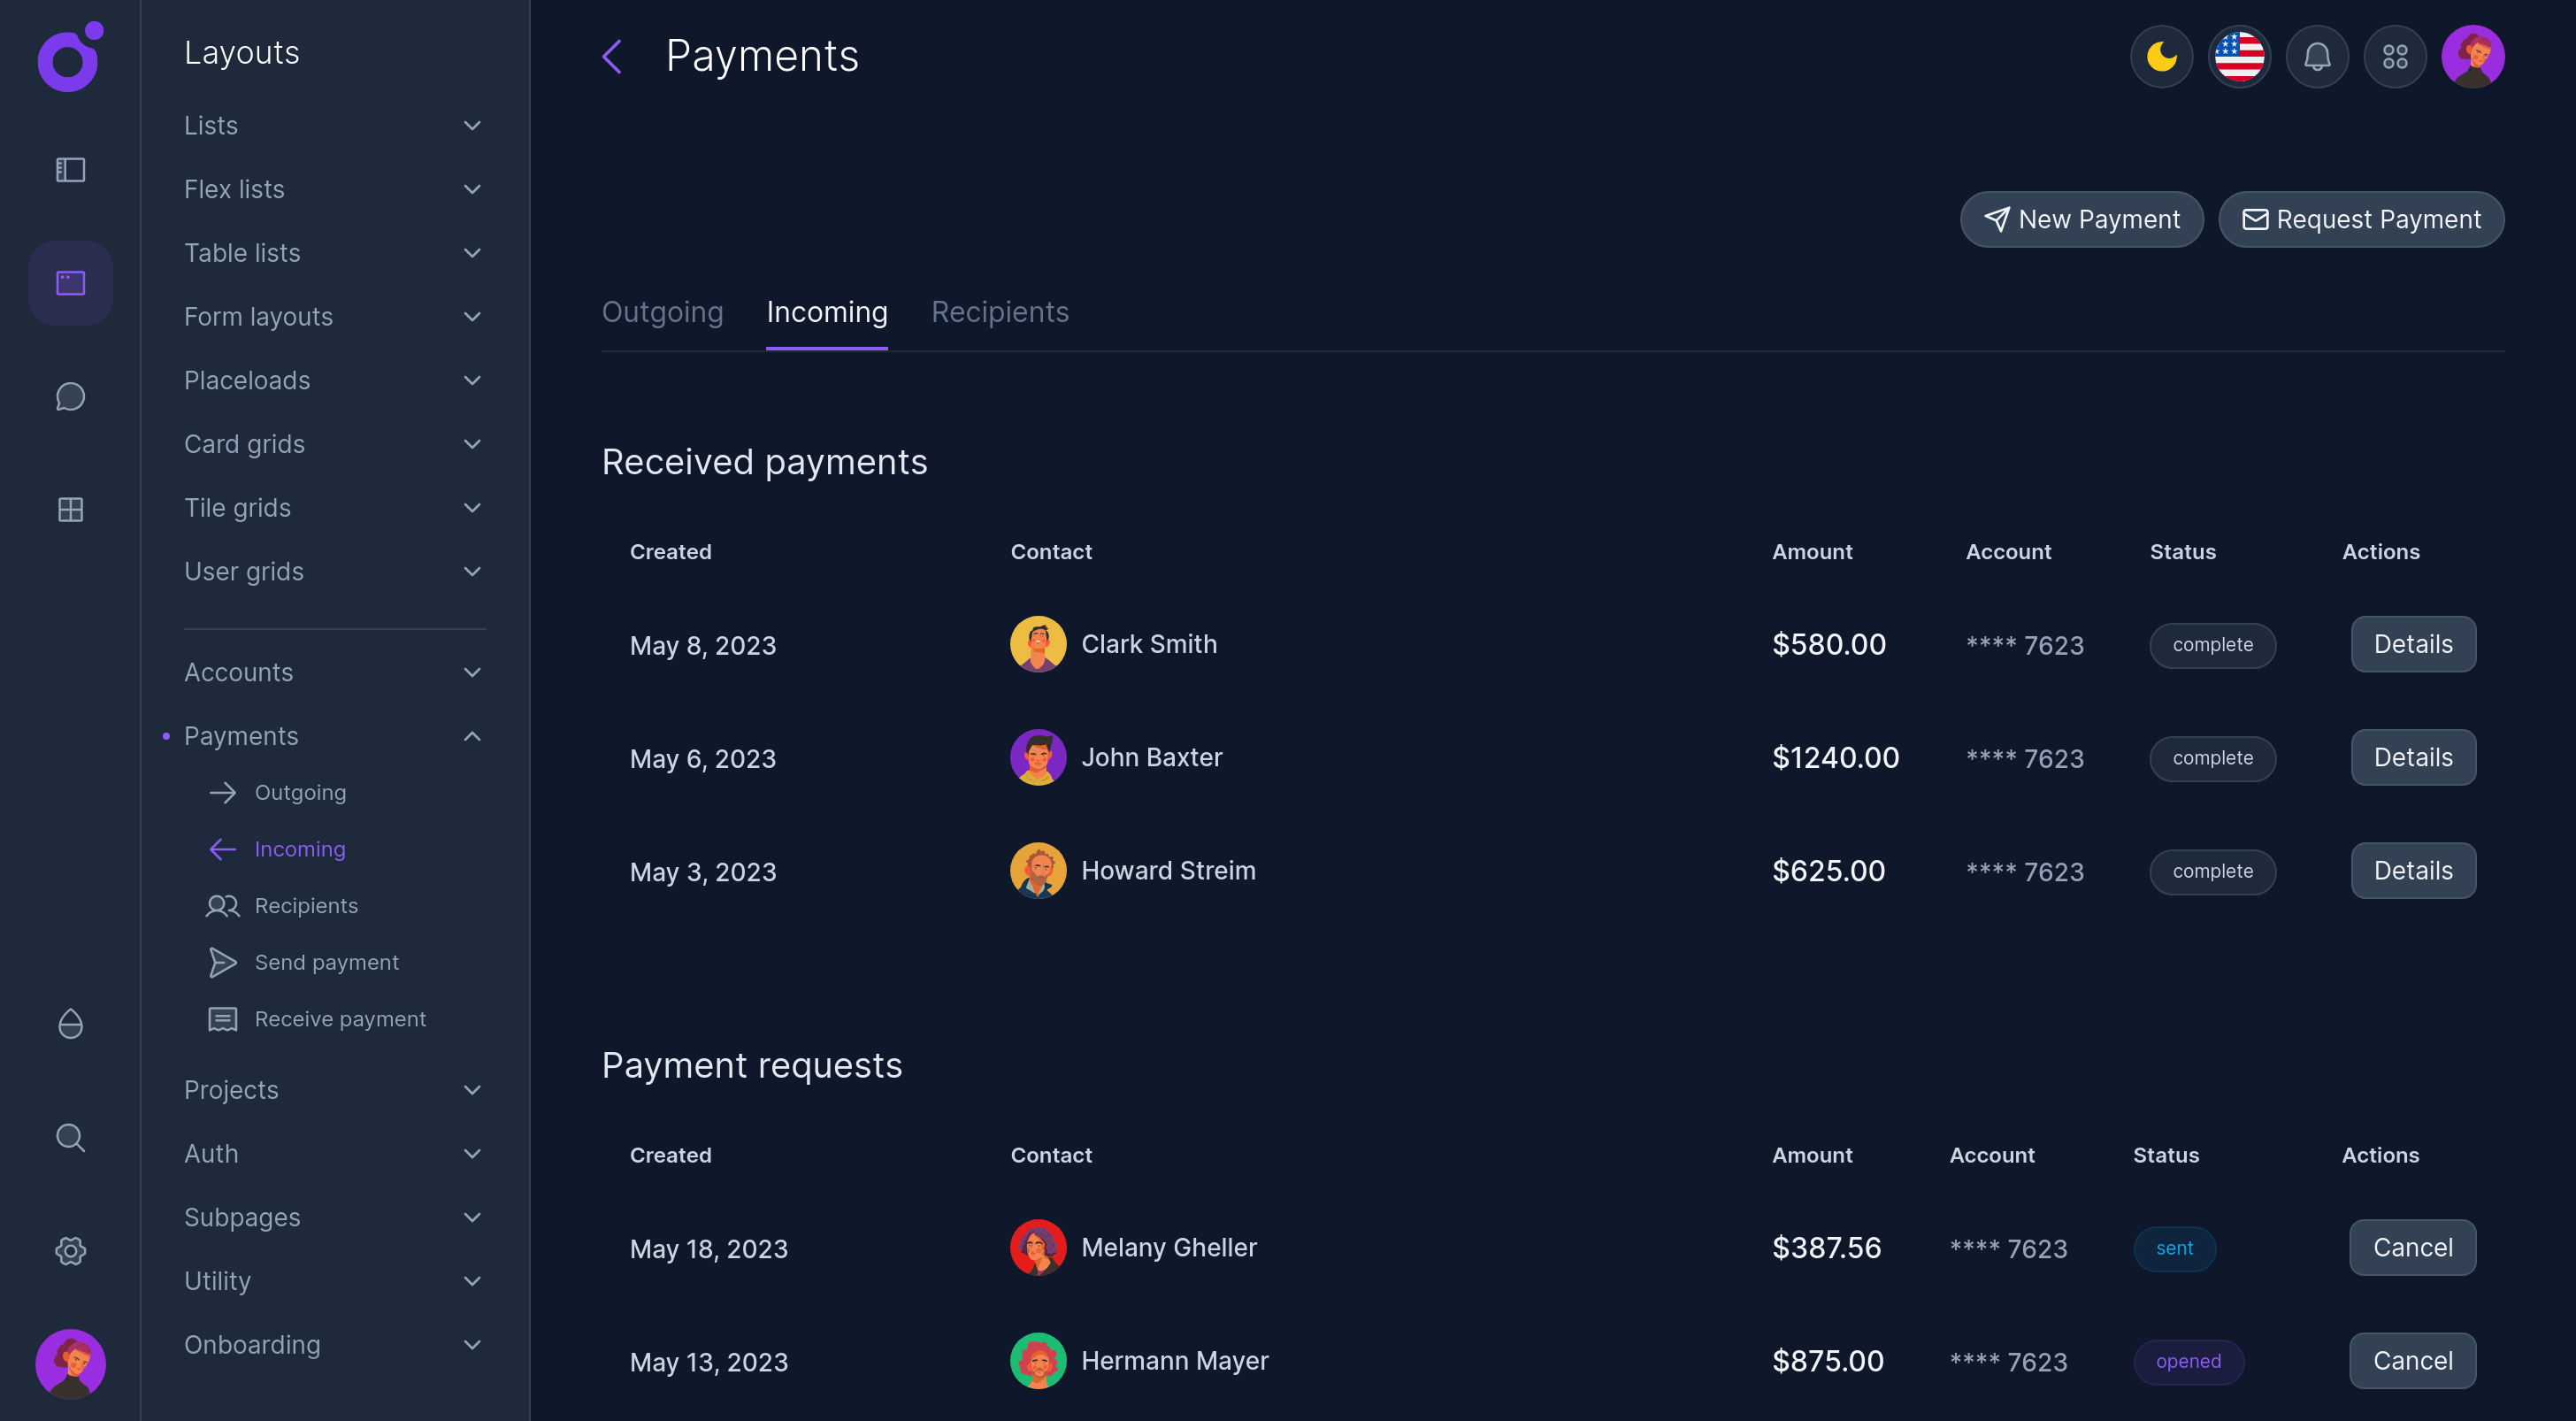 Layouts
Lists
Flex lists
Table lists
Form layouts
Placeloads
Card grids
Tile grids
User grids
Accounts
Payments
Outgoing
Incoming
Recipients
Send payment
Receive payment
Projects
Auth
Subpages
Utility
Onboarding
Payments
New Payment Request Payment
Outgoing Incoming Recipients
Received payments
Created Contact Amount Account Status Actions
May 8, 2023 Clark Smith $580.00 **** 7623 complete Details
May 6, 2023 John Baxter $1240.00 **** 7623 complete Details
May 3, 2023 Howard Streim $625.00 **** 7623 complete Details
Payment requests
Created Contact Amount Account Status Actions
May 18, 2023 Melany Gheller $387.56 **** 7623 sent Cancel
May 13, 2023 Hermann Mayer $875.00 **** 7623 opened Cancel